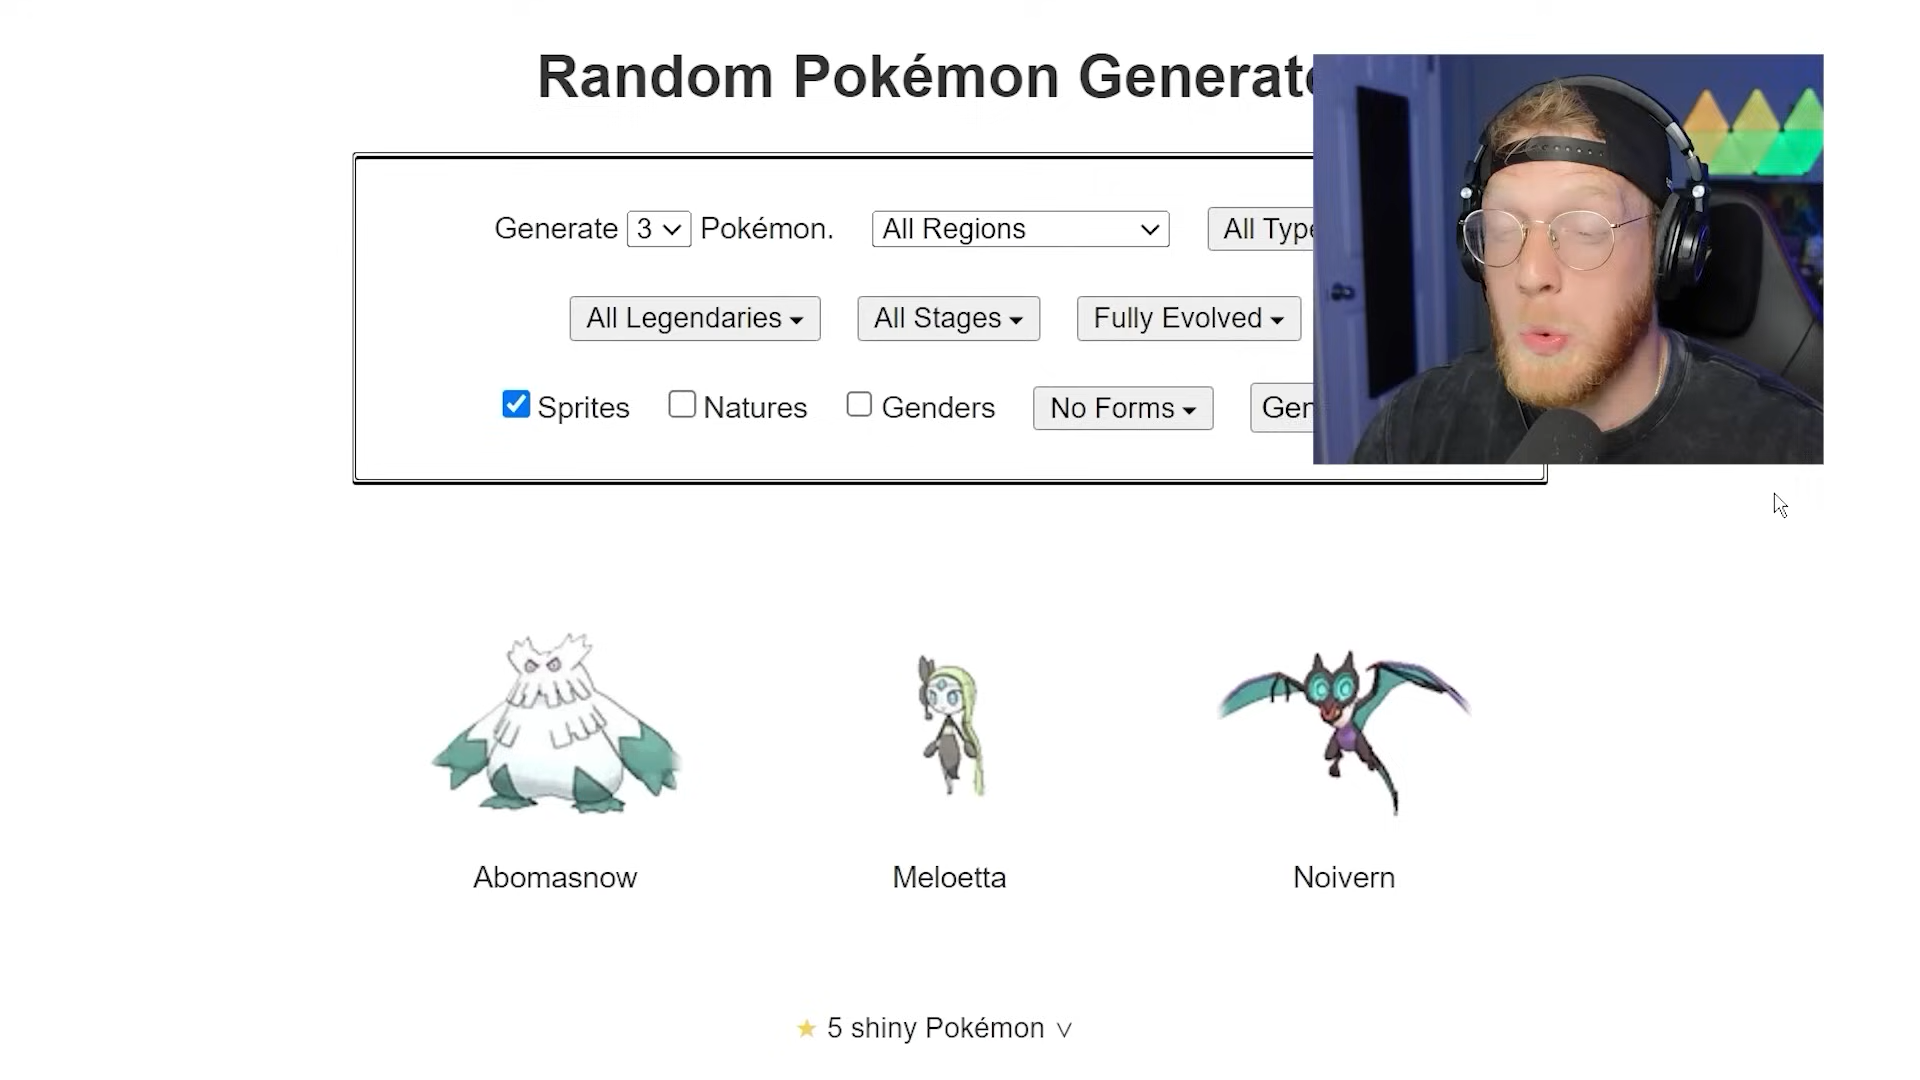 Random Pokémon Generat
Generate 3 Pokémon. All Regions All Type
All Legendaries All Stages Fully Evolved
Sprites Natures Genders No Forms Gen
Abomasnow Meloetta Noivern
5 shiny Pokémon